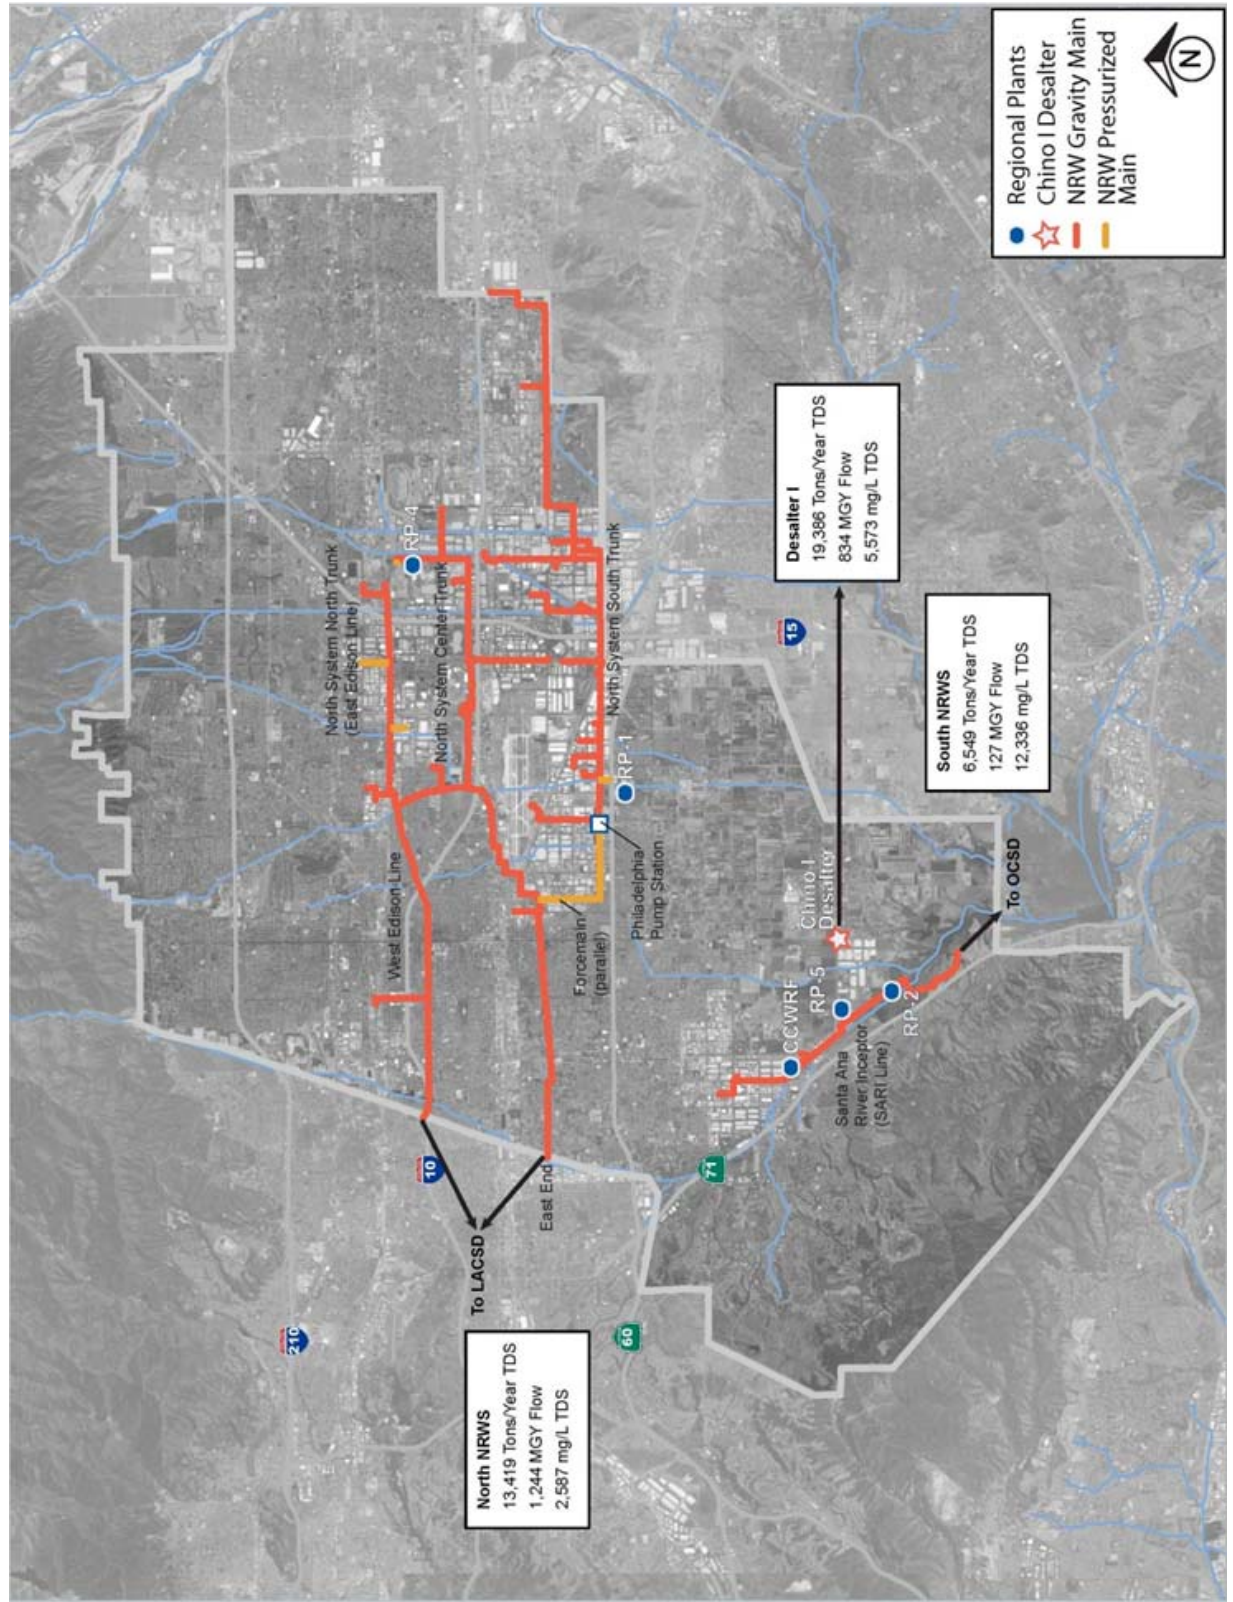 North System North Trunk
(East Edison Line)
RP-4
West Edison Line
North System Center Trunk
210
10
To LACSD
East End
North System South Trunk
RP-1
Philadelphia
Pump Station
Forcemain
(parallel)
North NRWS
13,419 Tons/Year TDS
1,244 MGY Flow
2,587 mg/L TDS
60
71
15
Desalter I
19,386 Tons/Year TDS
834 MGY Flow
5,573 mg/L TDS
Chino I
Desalter
CCWRF
RP-5
RP-2
Santa Ana
River Inceptor
(SARI Line)
To OCSD
South NRWS
6,549 Tons/Year TDS
127 MGY Flow
12,336 mg/L TDS
Regional Plants
Chino I Desalter
NRW Gravity Main
NRW Pressurized
Main
N